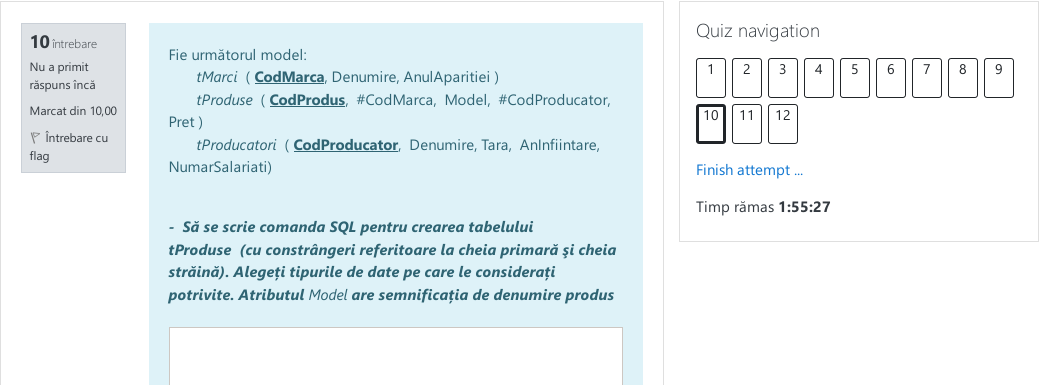 10 întrebare
Nu a primit
răspuns încă
Marcat din 10,00
Întrebare cu
flag
Fie următorul model:
tMarci ( CodMarca, Denumire, AnulAparitiei )
tProduse ( CodProdus, #CodMarca, Model, #CodProducator,
Pret )
tProducatori ( CodProducator, Denumire, Tara, AnInfiintare,
NumarSalariati)
- Să se scrie comanda SQL pentru crearea tabelului
tProduse (cu constrângeri referitoare la cheia primară şi cheia
străină). Alegeți tipurile de date pe care le considerați
potrivite. Atributul Model are semnificația de denumire produs
Quiz navigation
1 2 3 4 5 6 7 8 9
10 11 12
Finish attempt ...
Timp rămas 1:55:27